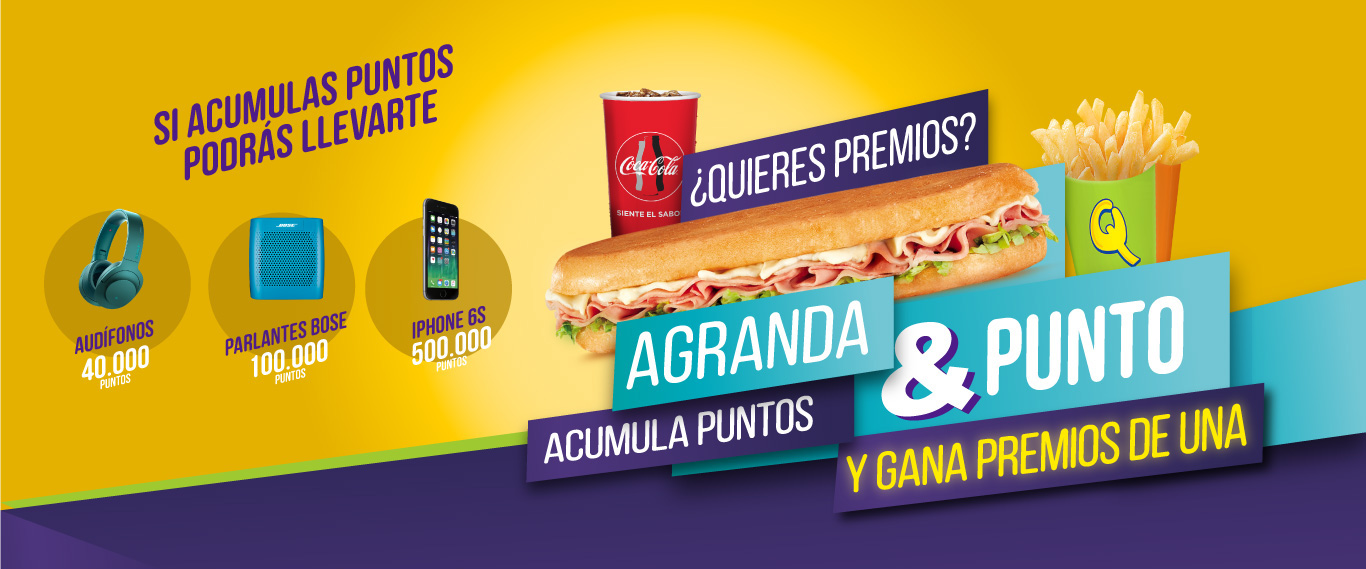 SI ACUMULAS PUNTOS
PODRÁS LLEVARTE
AUDÍFONOS
40.000
PUNTOS
BOSE
PARLANTES BOSE
100.000
PUNTOS
IPHONE 6S
500.000
PUNTOS
Coca-Cola
SIENTE EL SABO
¿QUIERES PREMIOS?
Q
AGRANDA
& PUNTO
ACUMULA PUNTOS
Y GANA PREMIOS DE UNA